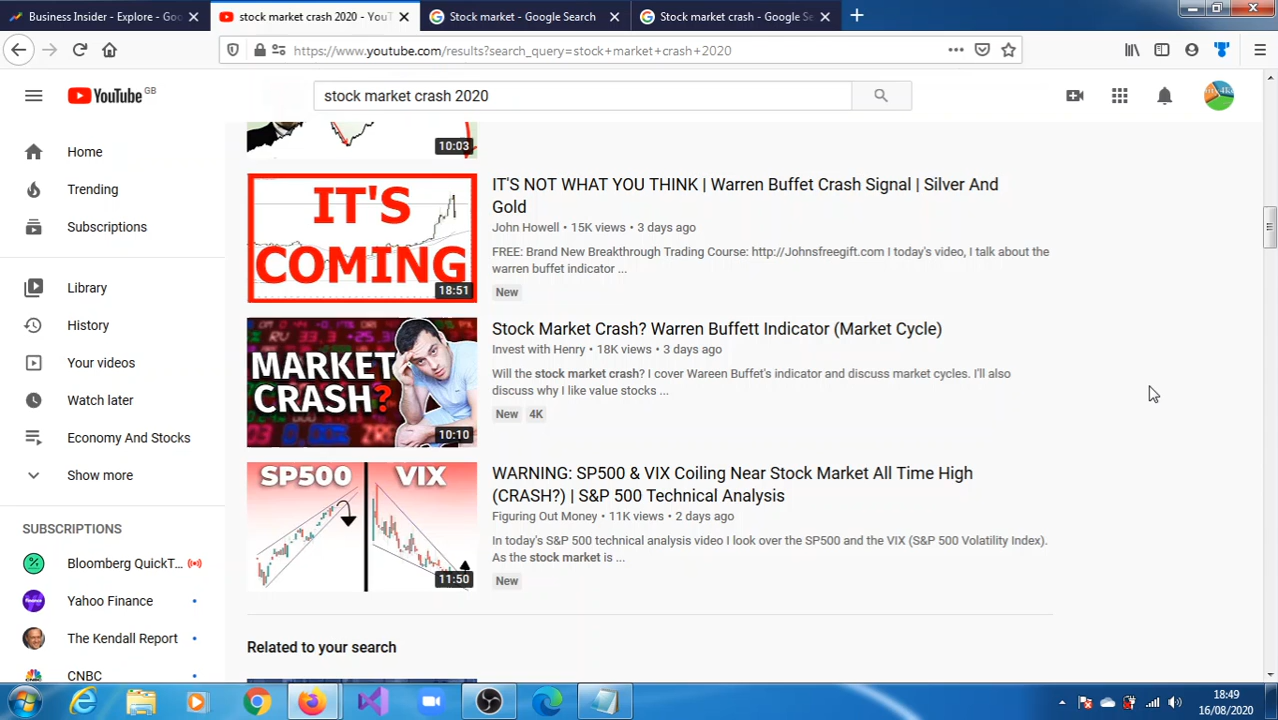 Business Insider - Explore - Goo
stock market crash 2020 - YouT
Stock market - Google Search
Stock market crash - Google Se
https://www.youtube.com/results?search_query=stock+market+crash+2020
YouTube GB
stock market crash 2020
Home
Trending
Subscriptions
Library
History
Your videos
Watch later
Economy And Stocks
Show more
SUBSCRIPTIONS
Bloomberg QuickT...
Yahoo Finance
The Kendall Report
CNBC
10:03
IT'S
COMING
18:51
IT'S NOT WHAT YOU THINK | Warren Buffet Crash Signal | Silver And
Gold
John Howell • 15K views • 3 days ago
FREE: Brand New Breakthrough Trading Course: http://Johnsfreegift.com I today's video, I talk about the
warren buffet indicator ...
New
MARKET
CRASH?
10:10
Stock Market Crash? Warren Buffett Indicator (Market Cycle)
Invest with Henry • 18K views • 3 days ago
Will the stock market crash? I cover Wareen Buffet's indicator and discuss market cycles. I'll also
discuss why I like value stocks ...
New 4K
SP500 VIX
11:50
WARNING: SP500 & VIX Coiling Near Stock Market All Time High
(CRASH?) | S&P 500 Technical Analysis
Figuring Out Money • 11K views • 2 days ago
In today's S&P 500 technical analysis video I look over the SP500 and the VIX (S&P 500 Volatility Index).
As the stock market is ...
New
Related to your search
18:49
16/08/2020